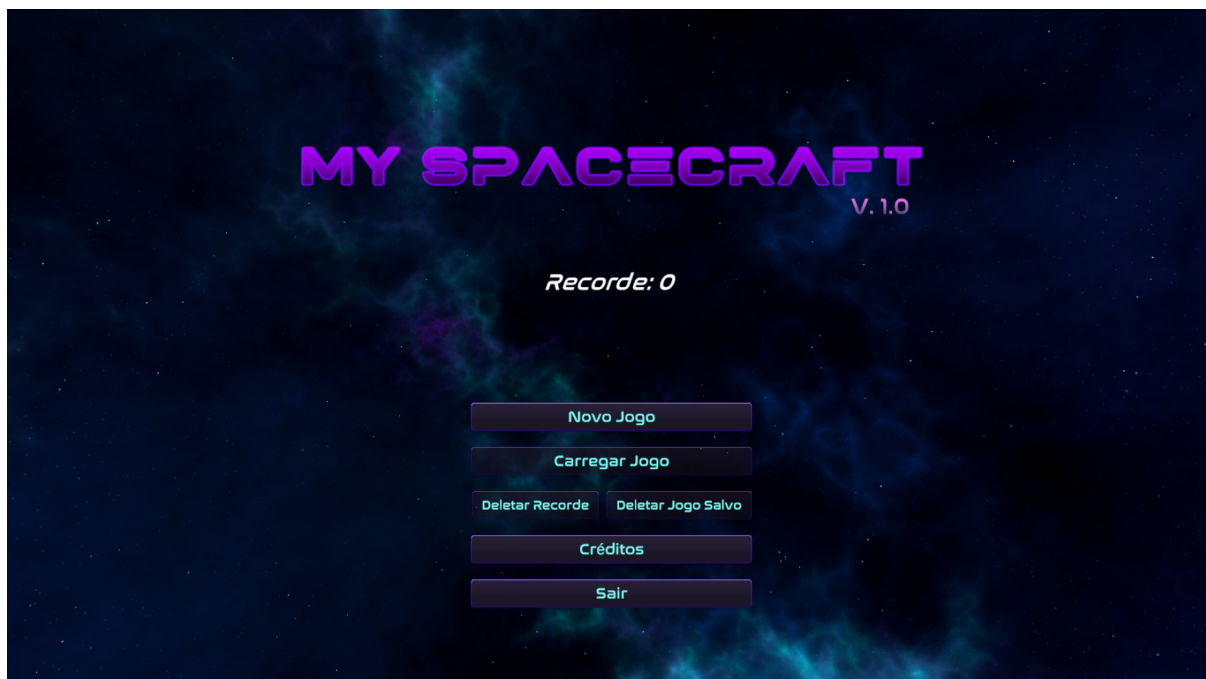 MY SPACECRAFT
V. 1.0
Recorde: 0
Novo Jogo
Carregar Jogo
Deletar Recorde Deletar Jogo Salvo
Créditos
Sair